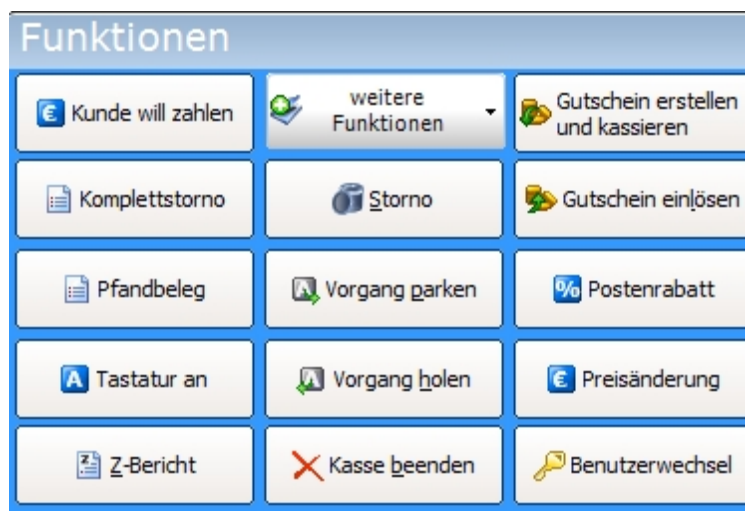 Funktionen
Kunde will zahlen
weitere
Funktionen
Gutschein erstellen
und kassieren
Komplettstorno
Storno
Gutschein einlösen
Pfandbeleg
Vorgang parken
Postenrabatt
Tastatur an
Vorgang holen
Preisänderung
Z-Bericht
Kasse beenden
Benutzerwechsel